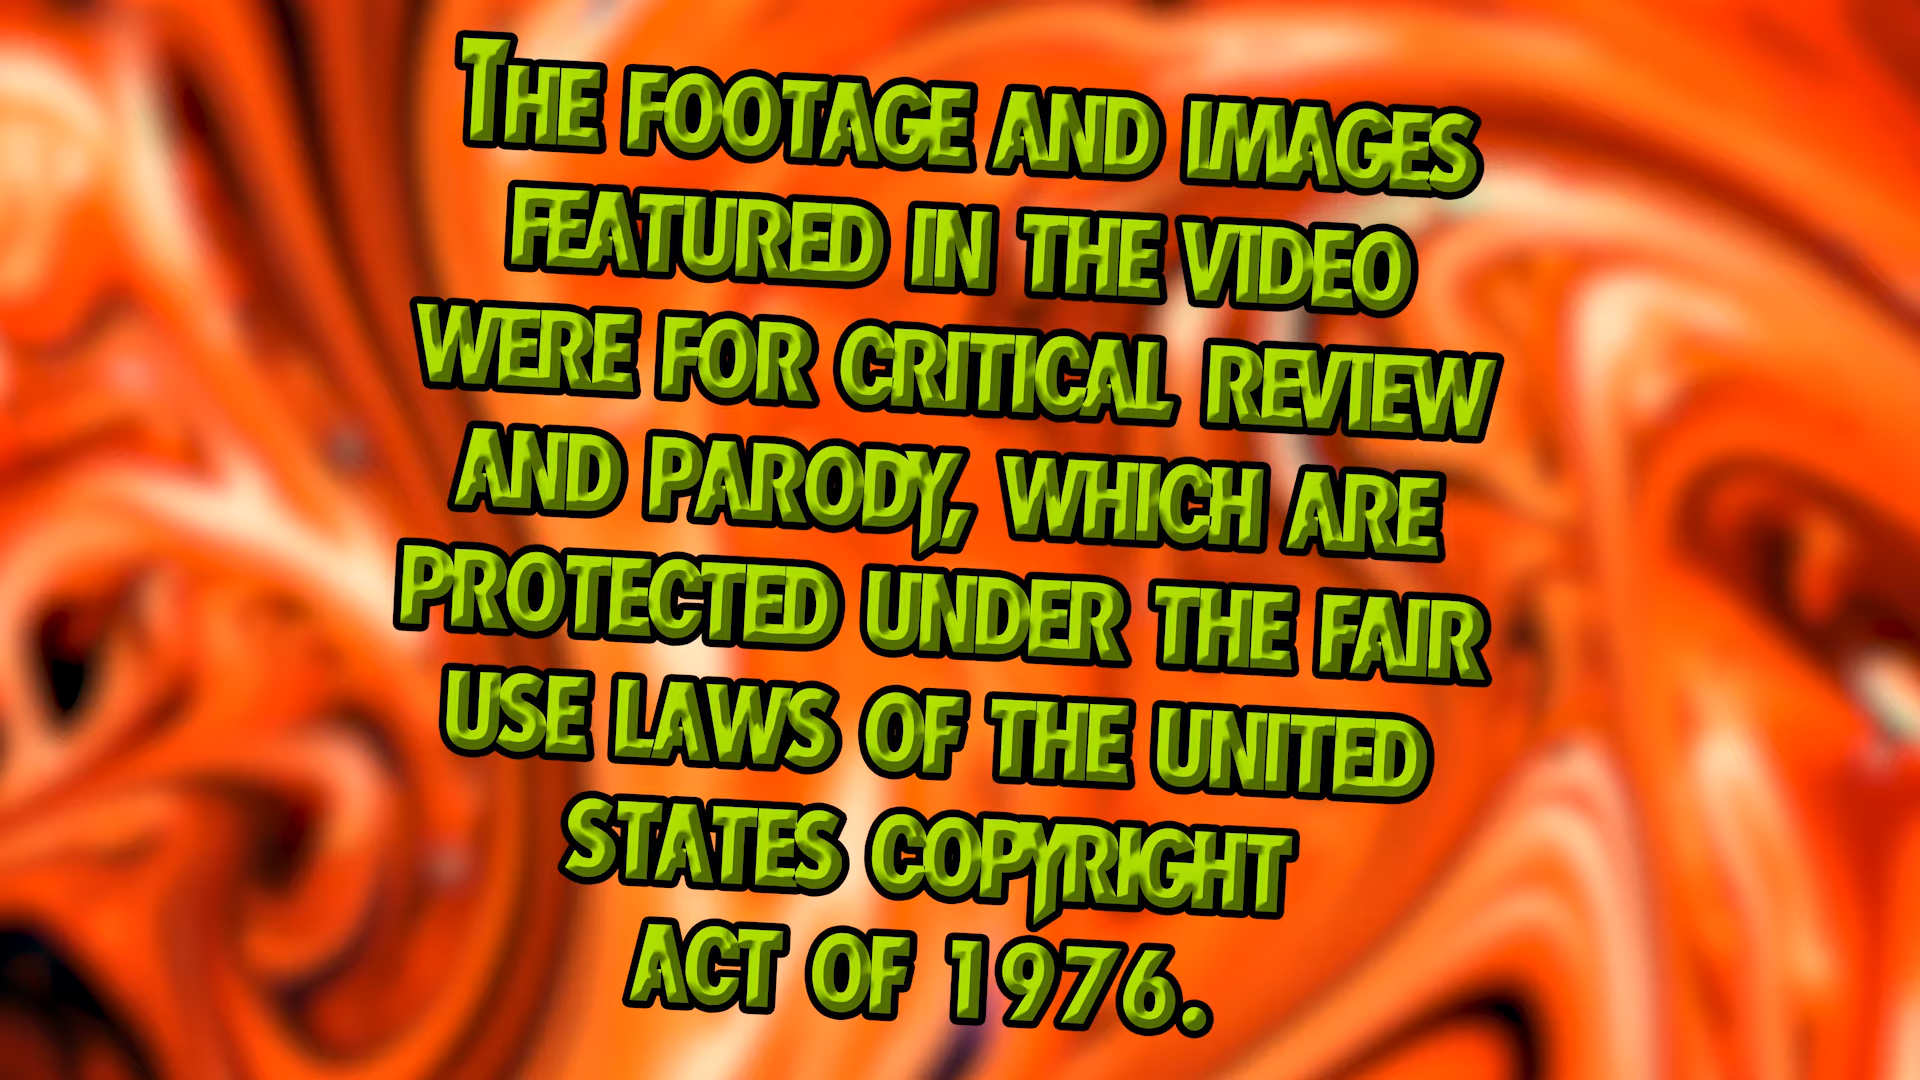 The footage and images
featured in the video
were for critical review
and parody, which are
protected under the fair
use laws of the united
states copyright
act of 1976.